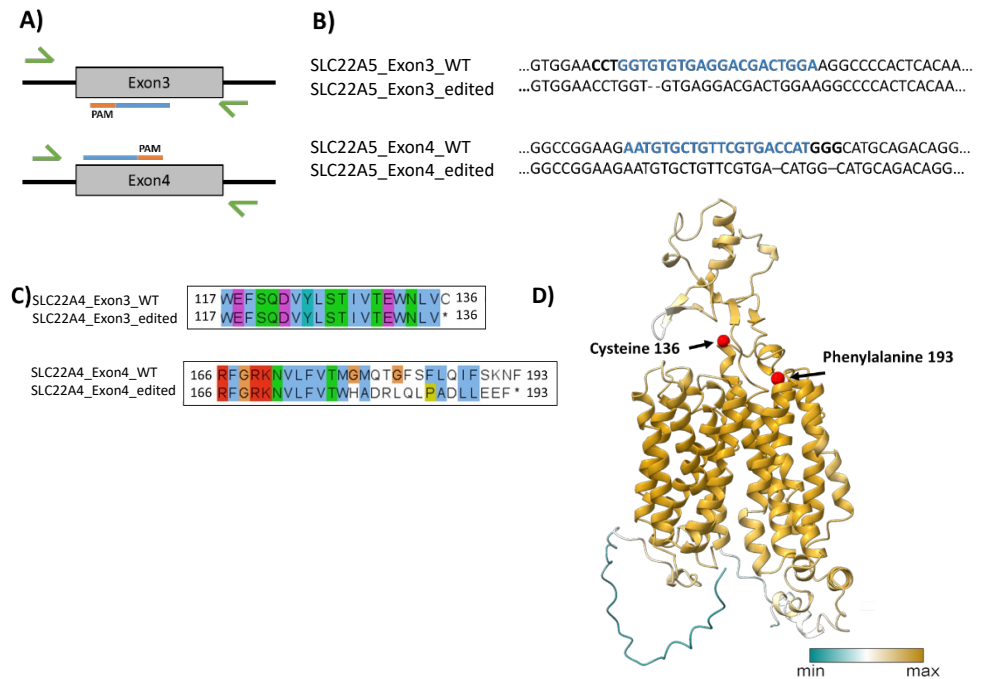 A)
Exon3
PAM
PAM
Exon4
B)
SLC22A5_Exon3_WT ...GTGGAACCTGGTGTGTGAGGACGACTGGAAGGCCCCACTCACAA...
SLC22A5_Exon3_edited ...GTGGAACCTGGT--GTGAGGACGACTGGAAGGCCCCACTCACAA...
SLC22A5_Exon4_WT ...GGCCGGAAGAATGTGCTGTTCGTGACCATGGGCATGCAGACAGG...
SLC22A5_Exon4_edited ...GGCCGGAAGAATGTGCTGTTCGTGA–CATGG–CATGCAGACAGG...
C)
SLC22A4_Exon3_WT 117 WEFSQDVYLSTIVTEWNLVC 136
SLC22A4_Exon3_edited 117 WEFSQDVYLSTIVTEWNLV* 136
SLC22A4_Exon4_WT 166 RFGRKNVLFVTMGMQTGFSFLQIFSKNF 193
SLC22A4_Exon4_edited 166 RFGRKNVLFVTWHADRLQLPADLLEEF* 193
D)
Cysteine 136
Phenylalanine 193
min max